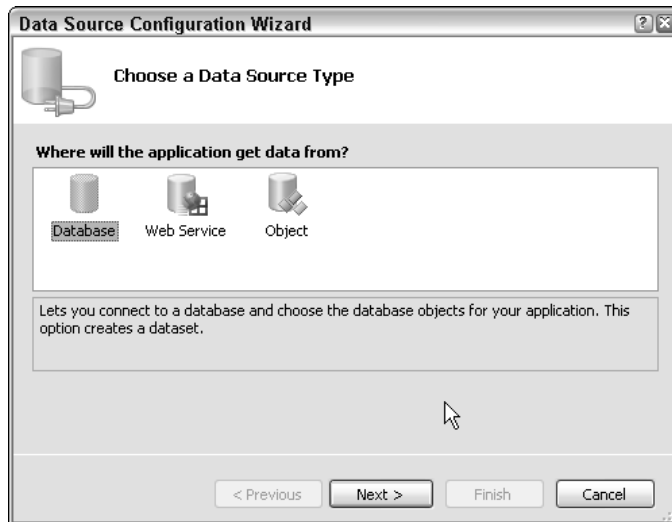 Data Source Configuration Wizard
Choose a Data Source Type
Where will the application get data from?
Database Web Service Object
Lets you connect to a database and choose the database objects for your application. This
option creates a dataset.
< Previous Next > Finish Cancel